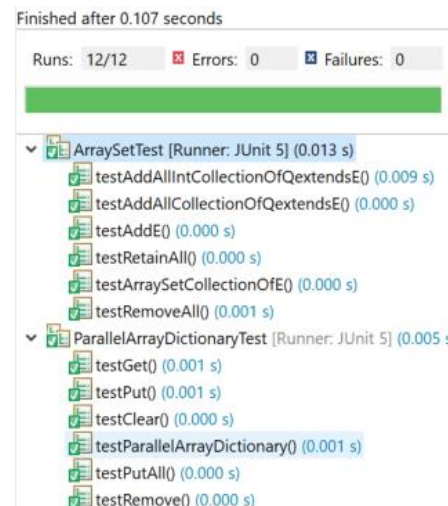 Finished after 0.107 seconds
Runs: 12/12 Errors: 0 Failures: 0
ArraySetTest [Runner: JUnit 5] (0.013 s)
testAddAllIntCollectionOfQextendsE() (0.009 s)
testAddAllCollectionOfQextendsE() (0.000 s)
testAddE() (0.000 s)
testRetainAll() (0.000 s)
testArraySetCollectionOfE() (0.000 s)
testRemoveAll() (0.001 s)
ParallelArrayDictionaryTest [Runner: JUnit 5] (0.005 s
testGet() (0.001 s)
testPut() (0.001 s)
testClear() (0.000 s)
testParallelArrayDictionary() (0.001 s)
testPutAll() (0.000 s)
testRemove() (0.000 s)